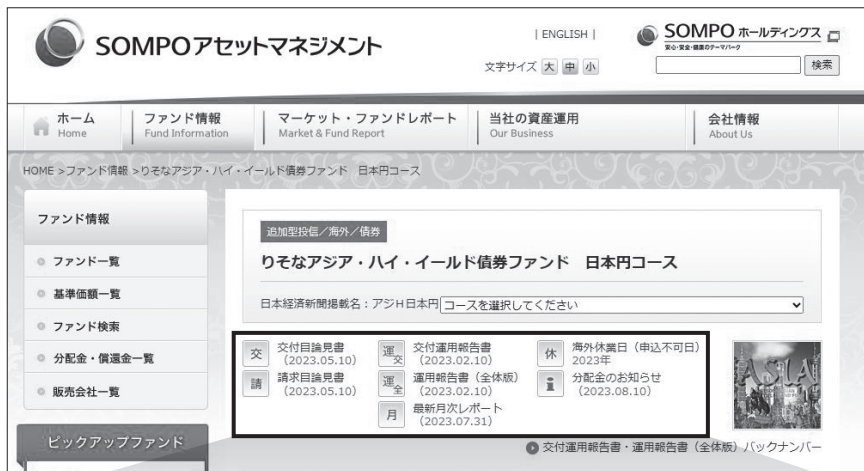 SOMPOアセットマネジメント
| ENGLISH |
SOMPO ホールディングス
安心・安全・健康のテーマパーク
文字サイズ 大 中 小
検索
ホーム
Home
ファンド情報
Fund Information
マーケット・ファンドレポート
Market & Fund Report
当社の資産運用
Our Business
会社情報
About Us
HOME >ファンド情報 >りそなアジア・ハイ・イールド債券ファンド 日本円コース
ファンド情報
ファンド一覧
基準価額一覧
ファンド検索
分配金・償還金一覧
販売会社一覧
ピックアップファンド
追加型投信/海外/債券
りそなアジア・ハイ・イールド債券ファンド 日本円コース
日本経済新聞掲載名：アジH日本円 コースを選択してください
交 交付目論見書
（2023.05.10）
請 請求目論見書
（2023.05.10）
運交 交付運用報告書
（2023.02.10）
運全 運用報告書（全体版）
（2023.02.10）
月 最新月次レポート
（2023.07.31）
休 海外休業日（申込不可日）
2023年
i 分配金のお知らせ
（2023.08.10）
ASIA
交付運用報告書・運用報告書（全体版）バックナンバー